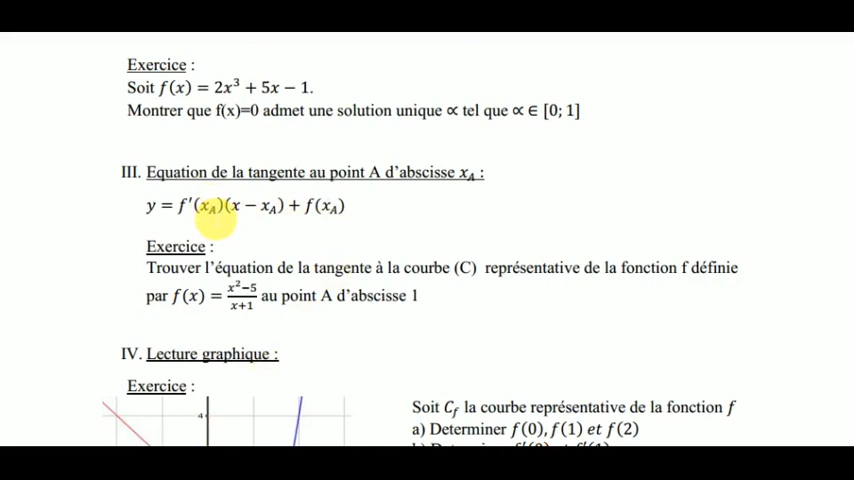 Exercice :
Soit f(x) = 2x³ + 5x − 1.
Montrer que f(x)=0 admet une solution unique ∝ tel que ∝ ∈ [0; 1]
III. Equation de la tangente au point A d’abscisse x_A :
y = f′(x_A)(x − x_A) + f(x_A)
Exercice :
Trouver l’équation de la tangente à la courbe (C) représentative de la fonction f définie
par f(x) = (x²−5)/(x+1) au point A d’abscisse 1
IV. Lecture graphique :
Exercice :
4
Soit C_f la courbe représentative de la fonction f
a) Determiner f(0), f(1) et f(2)